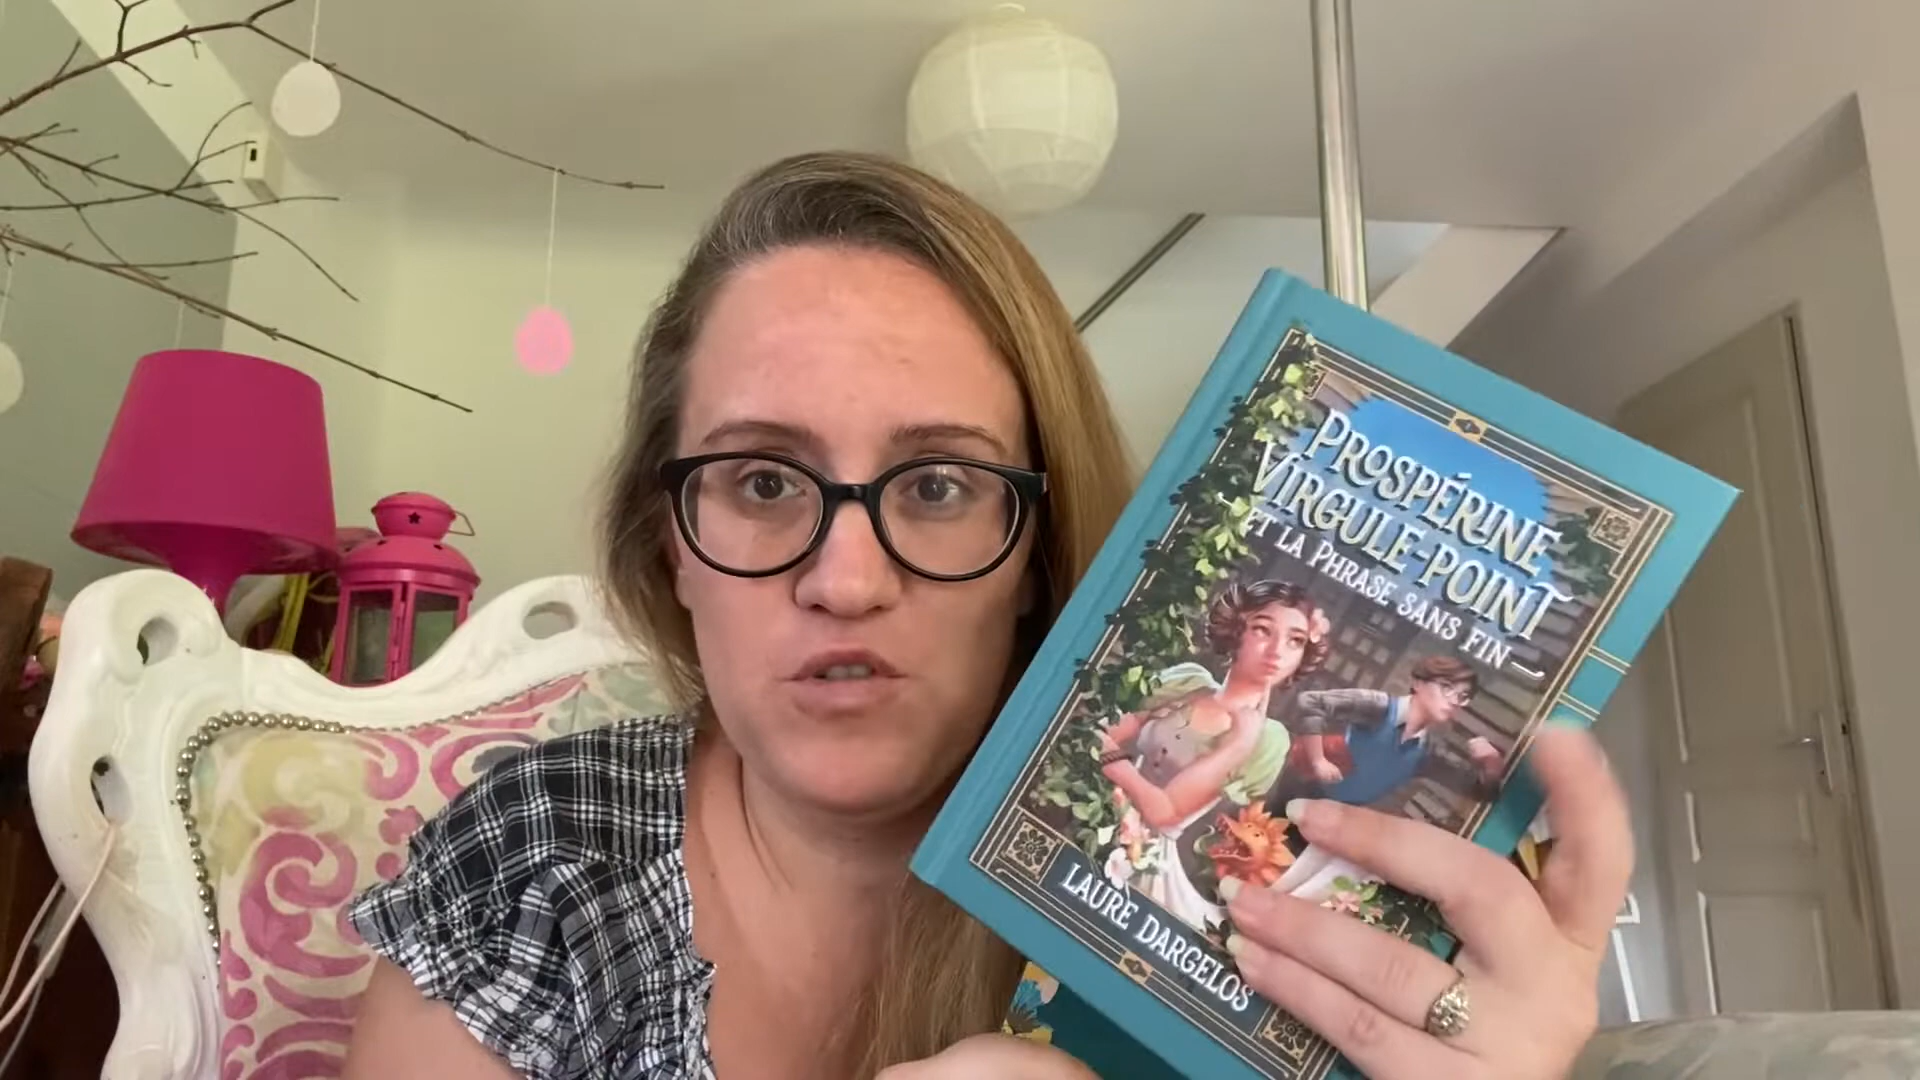 PROSPÉRINE
VIRGULE-POINT
ET LA PHRASE SANS FIN
LAURE DARGELOS